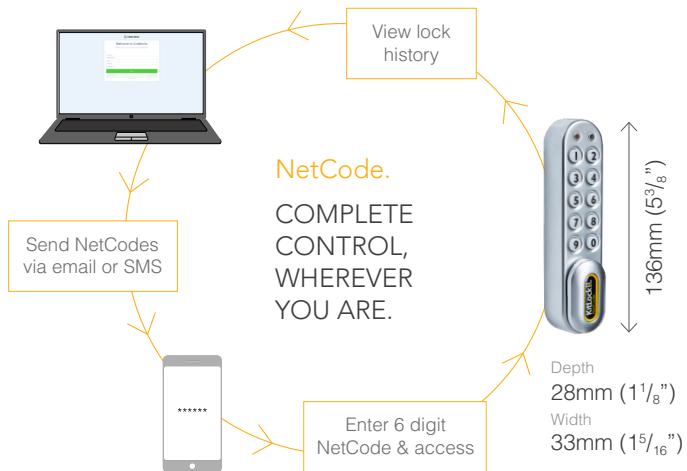 View lock
history
NetCode.
COMPLETE
CONTROL,
WHEREVER
YOU ARE.
Send NetCodes
via email or SMS
******
Enter 6 digit
NetCode & access
1 2
3 4
5 6
7 8
9 0
KitLock
136mm (5³/₈”)
Depth
28mm (1¹/₈”)
Width
33mm (1⁵/₁₆”)